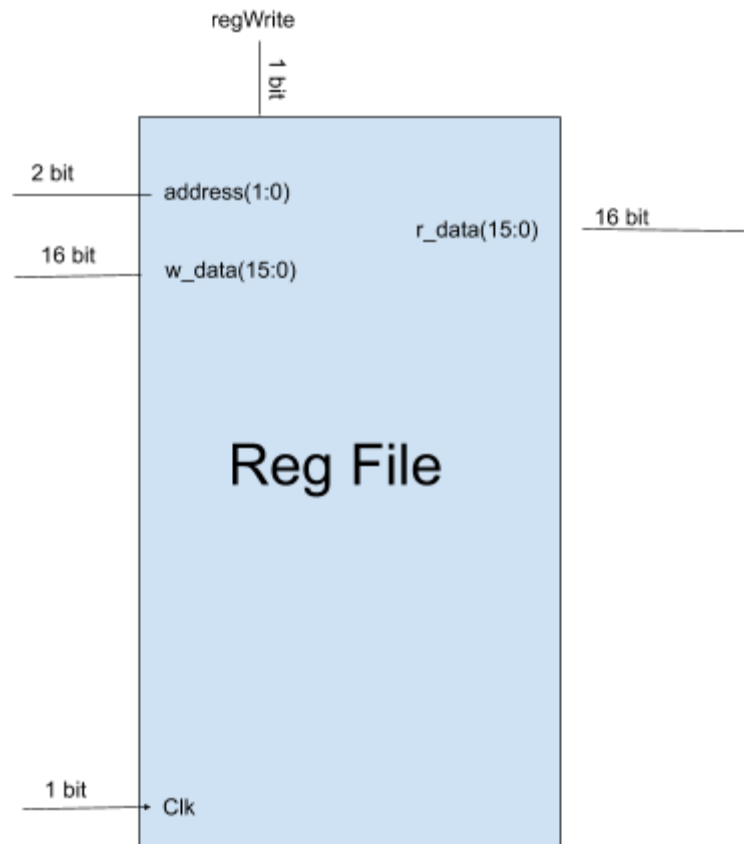 regWrite
1 bit
2 bit
address(1:0)
r_data(15:0)
16 bit
16 bit
w_data(15:0)
Reg File
1 bit
Clk